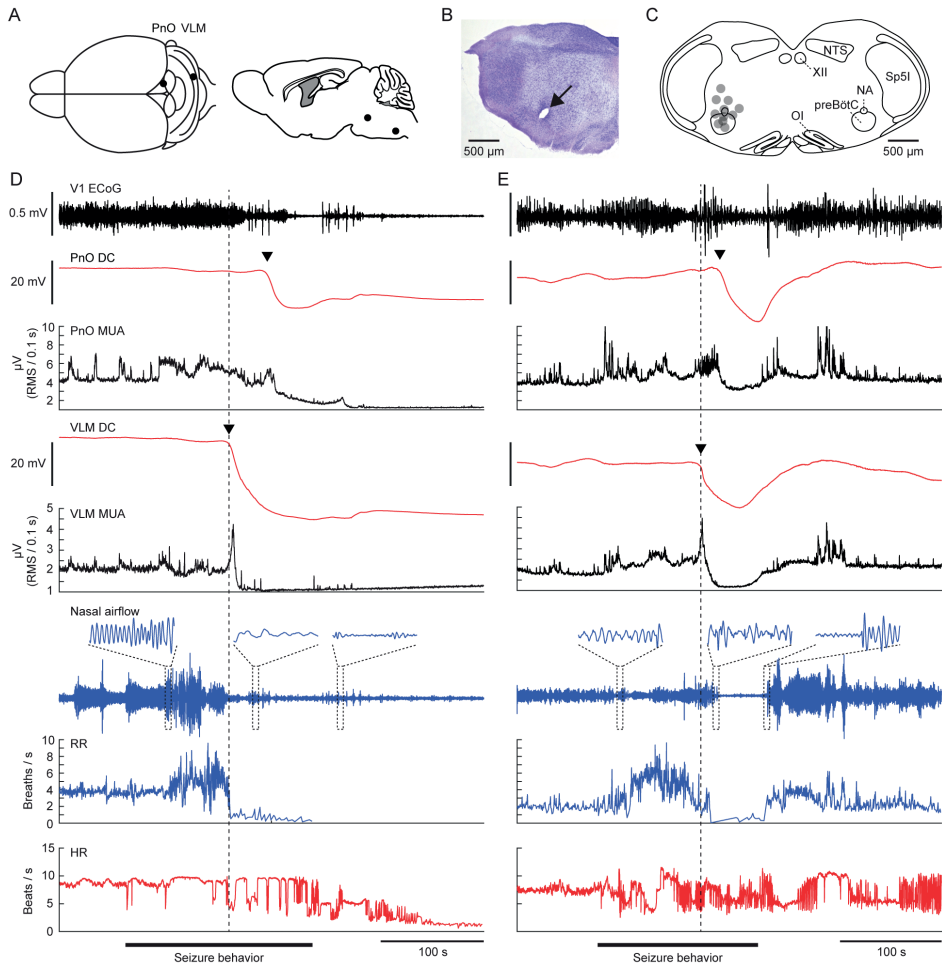 A
PnO VLM
B
500 µm
C
NTS
XII
Sp5I
NA
preBötC
OI
500 µm
D
V1 ECoG
0.5 mV
PnO DC
20 mV
PnO MUA
µV
(RMS / 0.1 s)
10
8
6
4
2
VLM DC
20 mV
VLM MUA
µV
(RMS / 0.1 s)
5
4
3
2
1
Nasal airflow
RR
Breaths / s
10
8
6
4
2
0
HR
Beats / s
15
10
5
0
Seizure behavior
100 s
E
Seizure behavior
100 s